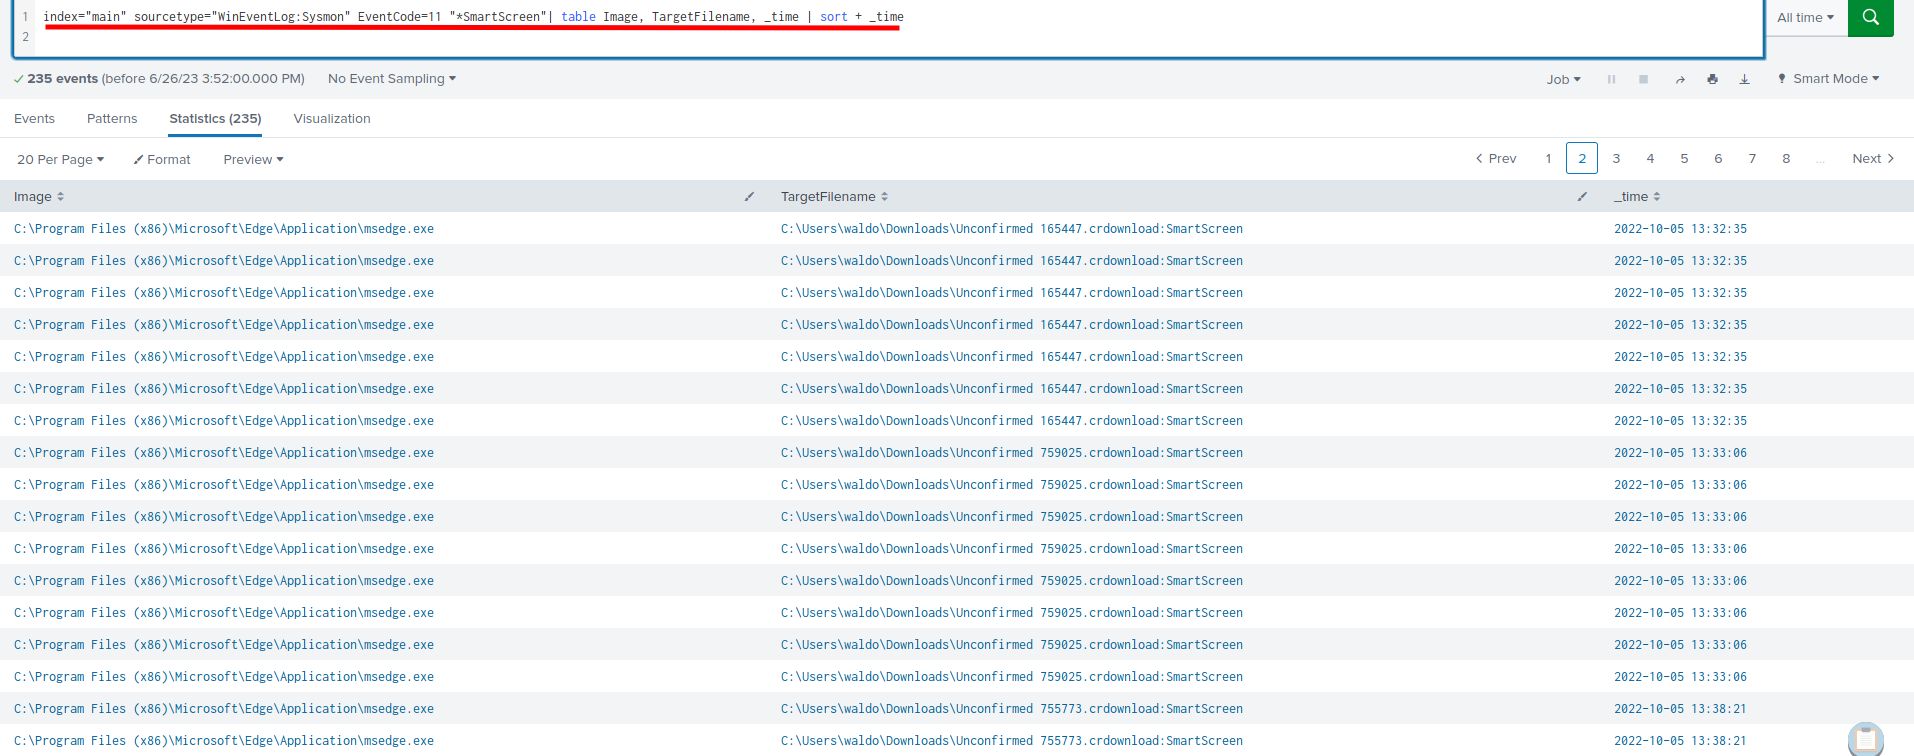 1 index="main" sourcetype="WinEventLog:Sysmon" EventCode=11 "*SmartScreen"| table Image, TargetFilename, _time | sort + _time
2
All time
235 events (before 6/26/23 3:52:00.000 PM) No Event Sampling Job Smart Mode
Events Patterns Statistics (235) Visualization
20 Per Page Format Preview < Prev 1 2 3 4 5 6 7 8 ... Next >
Image TargetFilename _time
C:\Program Files (x86)\Microsoft\Edge\Application\msedge.exe C:\Users\waldo\Downloads\Unconfirmed 165447.crdownload:SmartScreen 2022-10-05 13:32:35
C:\Program Files (x86)\Microsoft\Edge\Application\msedge.exe C:\Users\waldo\Downloads\Unconfirmed 165447.crdownload:SmartScreen 2022-10-05 13:32:35
C:\Program Files (x86)\Microsoft\Edge\Application\msedge.exe C:\Users\waldo\Downloads\Unconfirmed 165447.crdownload:SmartScreen 2022-10-05 13:32:35
C:\Program Files (x86)\Microsoft\Edge\Application\msedge.exe C:\Users\waldo\Downloads\Unconfirmed 165447.crdownload:SmartScreen 2022-10-05 13:32:35
C:\Program Files (x86)\Microsoft\Edge\Application\msedge.exe C:\Users\waldo\Downloads\Unconfirmed 165447.crdownload:SmartScreen 2022-10-05 13:32:35
C:\Program Files (x86)\Microsoft\Edge\Application\msedge.exe C:\Users\waldo\Downloads\Unconfirmed 165447.crdownload:SmartScreen 2022-10-05 13:32:35
C:\Program Files (x86)\Microsoft\Edge\Application\msedge.exe C:\Users\waldo\Downloads\Unconfirmed 165447.crdownload:SmartScreen 2022-10-05 13:32:35
C:\Program Files (x86)\Microsoft\Edge\Application\msedge.exe C:\Users\waldo\Downloads\Unconfirmed 759025.crdownload:SmartScreen 2022-10-05 13:33:06
C:\Program Files (x86)\Microsoft\Edge\Application\msedge.exe C:\Users\waldo\Downloads\Unconfirmed 759025.crdownload:SmartScreen 2022-10-05 13:33:06
C:\Program Files (x86)\Microsoft\Edge\Application\msedge.exe C:\Users\waldo\Downloads\Unconfirmed 759025.crdownload:SmartScreen 2022-10-05 13:33:06
C:\Program Files (x86)\Microsoft\Edge\Application\msedge.exe C:\Users\waldo\Downloads\Unconfirmed 759025.crdownload:SmartScreen 2022-10-05 13:33:06
C:\Program Files (x86)\Microsoft\Edge\Application\msedge.exe C:\Users\waldo\Downloads\Unconfirmed 759025.crdownload:SmartScreen 2022-10-05 13:33:06
C:\Program Files (x86)\Microsoft\Edge\Application\msedge.exe C:\Users\waldo\Downloads\Unconfirmed 759025.crdownload:SmartScreen 2022-10-05 13:33:06
C:\Program Files (x86)\Microsoft\Edge\Application\msedge.exe C:\Users\waldo\Downloads\Unconfirmed 759025.crdownload:SmartScreen 2022-10-05 13:33:06
C:\Program Files (x86)\Microsoft\Edge\Application\msedge.exe C:\Users\waldo\Downloads\Unconfirmed 759025.crdownload:SmartScreen 2022-10-05 13:33:06
C:\Program Files (x86)\Microsoft\Edge\Application\msedge.exe C:\Users\waldo\Downloads\Unconfirmed 755773.crdownload:SmartScreen 2022-10-05 13:38:21
C:\Program Files (x86)\Microsoft\Edge\Application\msedge.exe C:\Users\waldo\Downloads\Unconfirmed 755773.crdownload:SmartScreen 2022-10-05 13:38:21